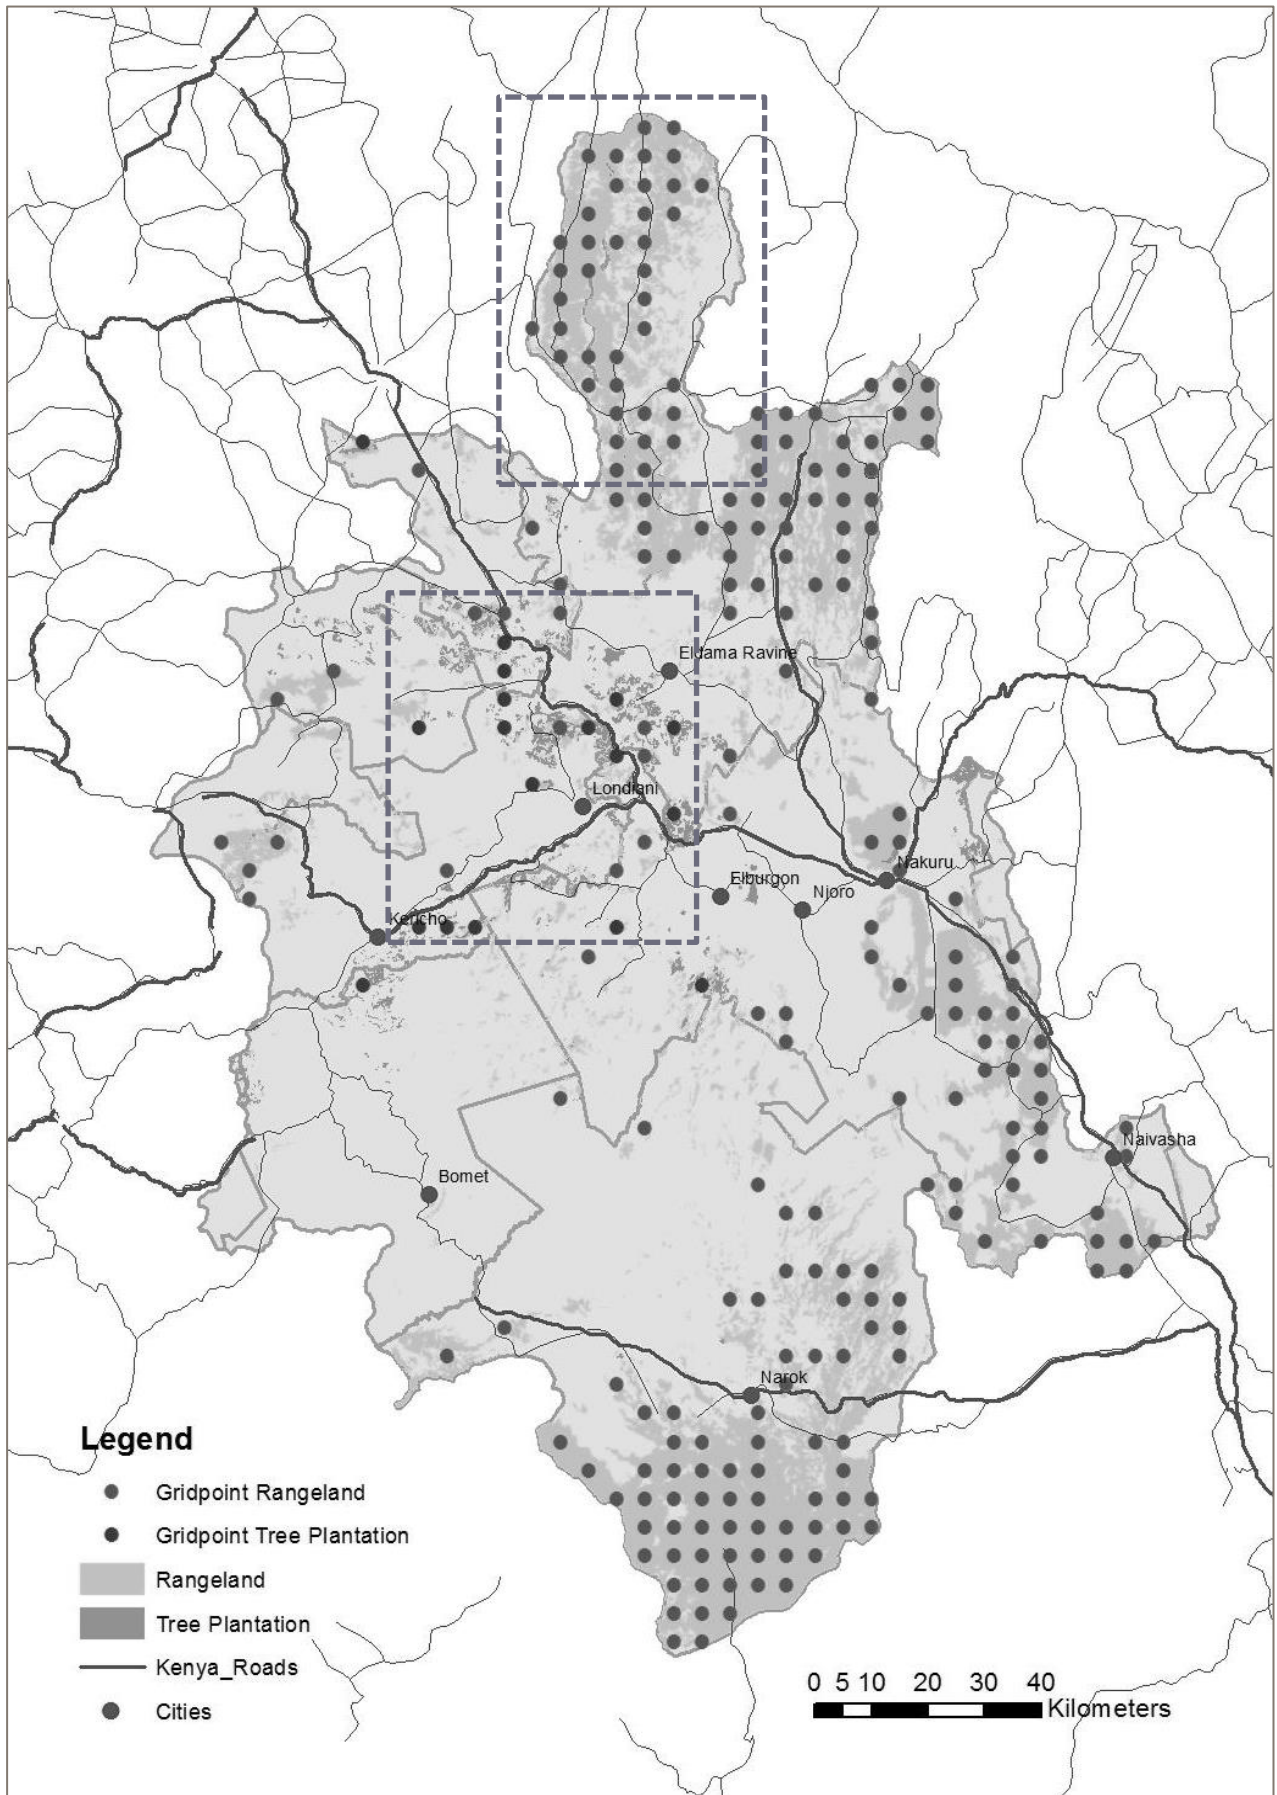 Eldama Ravine
Londiani
Nakuru
Elburgon
Njoro
Kericho
Naivasha
Bomet
Narok
Legend
Gridpoint Rangeland
Gridpoint Tree Plantation
Rangeland
Tree Plantation
Kenya_Roads
Cities
0 5 10 20 30 40
Kilometers